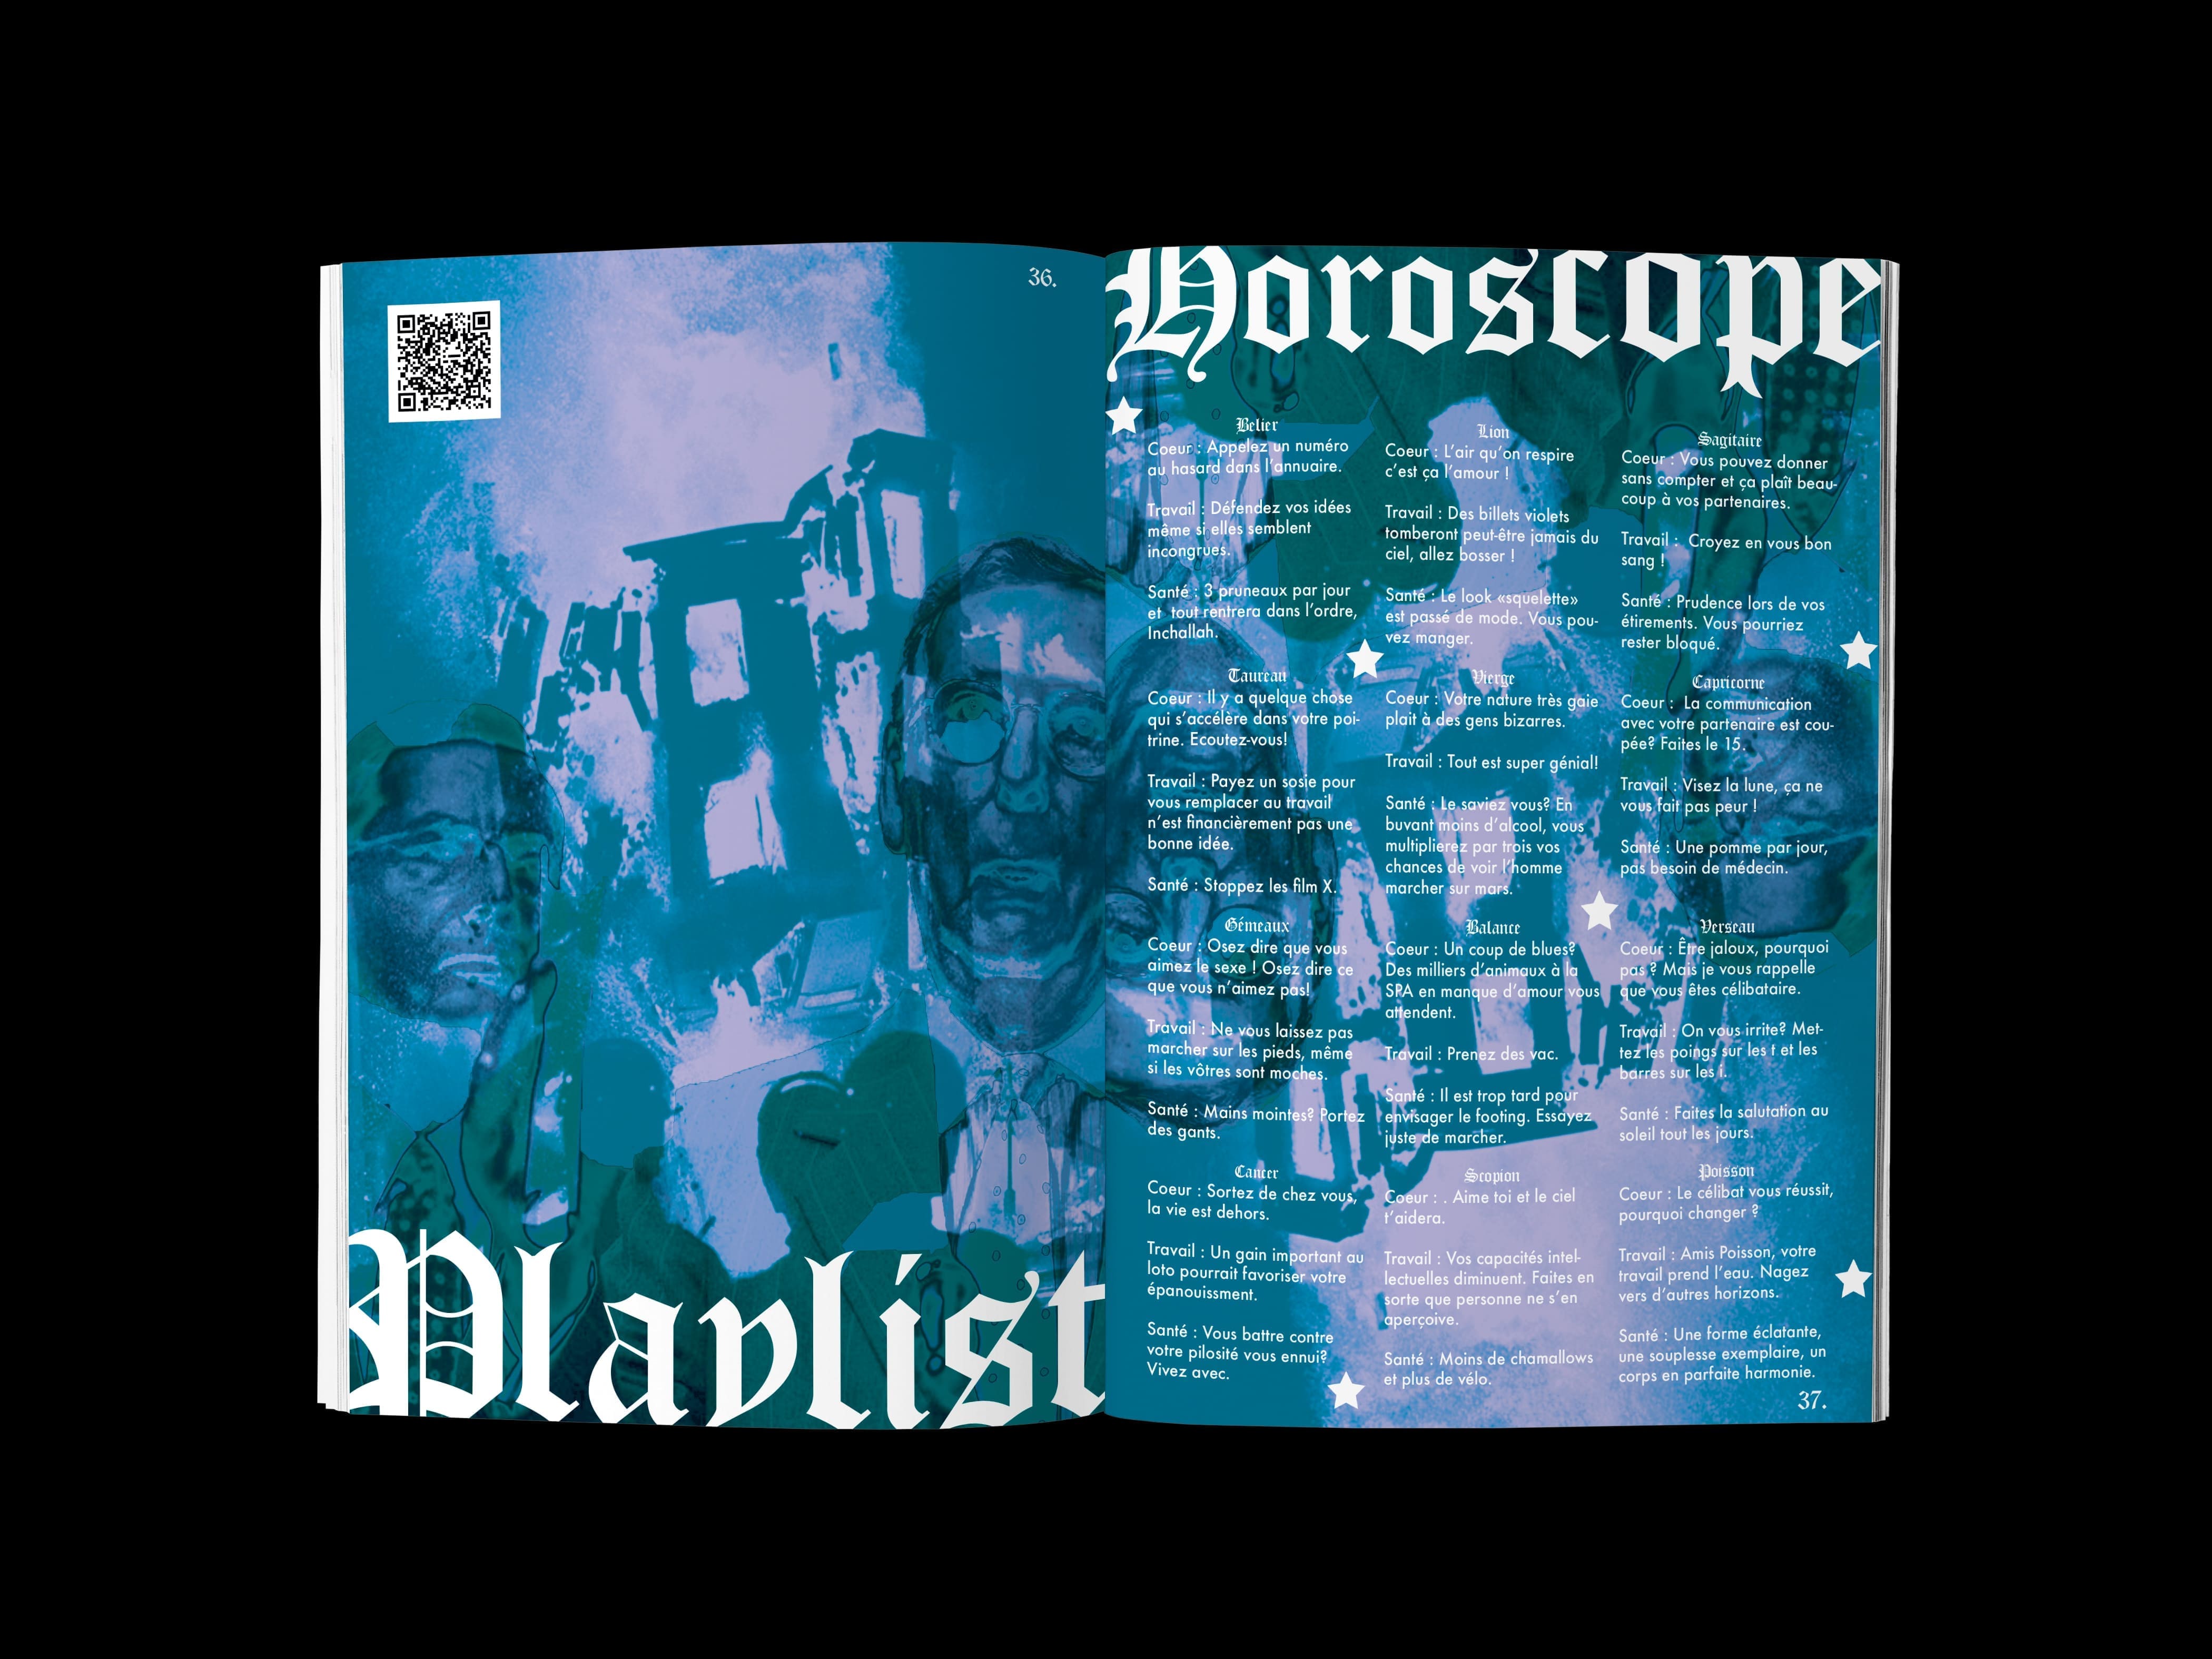 36.
Playlist
Horoscope
Belier
Coeur : Appelez un numéro
au hasard dans l'annuaire.
Travail : Défendez vos idées
même si elles semblent
incongrues.
Santé : 3 pruneaux par jour
et tout rentrera dans l'ordre,
Inchallah.
Taureau
Coeur : Il y a quelque chose
qui s'accélère dans votre poi-
trine. Ecoutez-vous!
Travail : Payez un sosie pour
vous remplacer au travail
n'est financièrement pas une
bonne idée.
Santé : Stoppez les film X.
Gémeaux
Coeur : Osez dire que vous
aimez le sexe ! Osez dire ce
que vous n'aimez pas!
Travail : Ne vous laissez pas
marcher sur les pieds, même
si les vôtres sont moches.
Santé : Mains mointes? Portez
des gants.
Cancer
Coeur : Sortez de chez vous,
la vie est dehors.
Travail : Un gain important au
loto pourrait favoriser votre
épanouissment.
Santé : Vous battre contre
votre pilosité vous ennui?
Vivez avec.
Lion
Coeur : L'air qu'on respire
c'est ça l'amour !
Travail : Des billets violets
tomberont peut-être jamais du
ciel, allez bosser !
Santé : Le look «squelette»
est passé de mode. Vous pou-
vez manger.
Vierge
Coeur : Votre nature très gaie
plait à des gens bizarres.
Travail : Tout est super génial!
Santé : Le saviez vous? En
buvant moins d'alcool, vous
multiplierez par trois vos
chances de voir l'homme
marcher sur mars.
Balance
Coeur : Un coup de blues?
Des milliers d'animaux à la
SPA en manque d'amour vous
attendent.
Travail : Prenez des vac.
Santé : Il est trop tard pour
envisager le footing. Essayez
juste de marcher.
Scopion
Coeur : . Aime toi et le ciel
t'aidera.
Travail : Vos capacités intel-
lectuelles diminuent. Faites en
sorte que personne ne s'en
aperçoive.
Santé : Moins de chamallows
et plus de vélo.
Sagitaire
Coeur : Vous pouvez donner
sans compter et ça plaît beau-
coup à vos partenaires.
Travail : Croyez en vous bon
sang !
Santé : Prudence lors de vos
étirements. Vous pourriez
rester bloqué.
Capricorne
Coeur : La communication
avec votre partenaire est cou-
pée? Faites le 15.
Travail : Visez la lune, ça ne
vous fait pas peur !
Santé : Une pomme par jour,
pas besoin de médecin.
Verseau
Coeur : Être jaloux, pourquoi
pas ? Mais je vous rappelle
que vous êtes célibataire.
Travail : On vous irrite? Met-
tez les poings sur les t et les
barres sur les i.
Santé : Faites la salutation au
soleil tout les jours.
Poisson
Coeur : Le célibat vous réussit,
pourquoi changer ?
Travail : Amis Poisson, votre
travail prend l'eau. Nagez
vers d'autres horizons.
Santé : Une forme éclatante,
une souplesse exemplaire, un
corps en parfaite harmonie.
37.